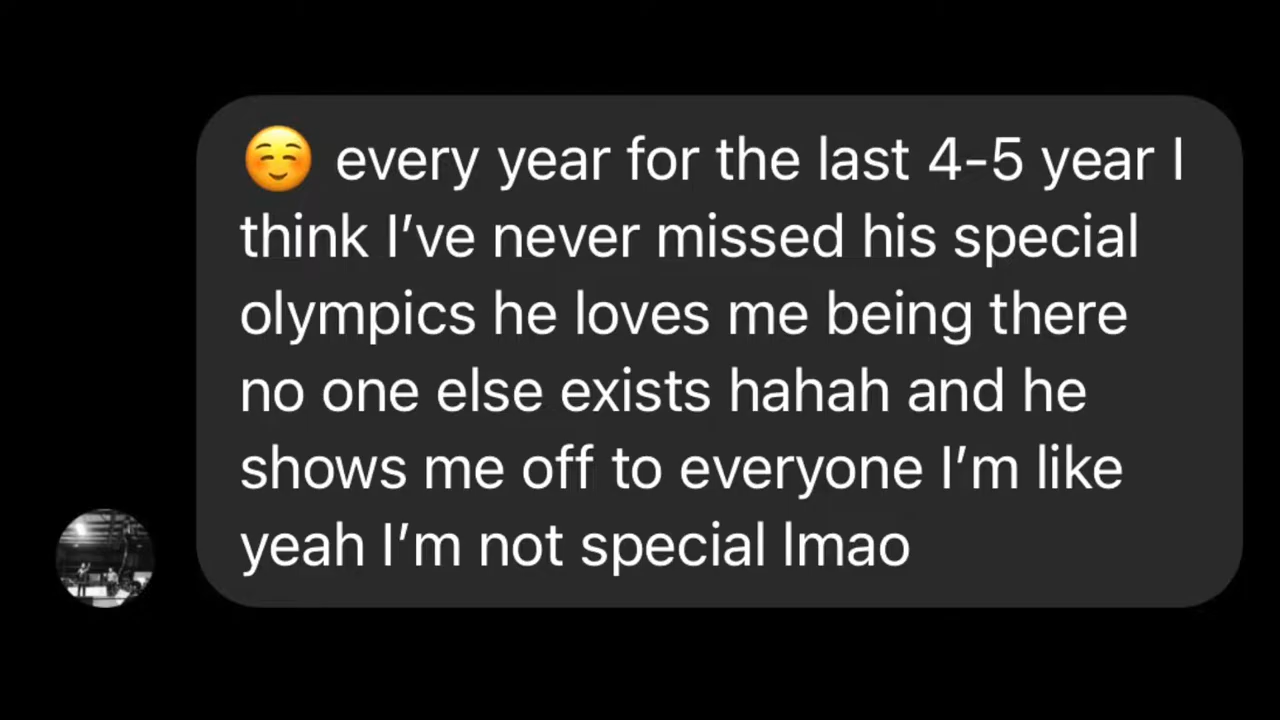 ☺️ every year for the last 4-5 year I
think I’ve never missed his special
olympics he loves me being there
no one else exists hahah and he
shows me off to everyone I’m like
yeah I’m not special lmao